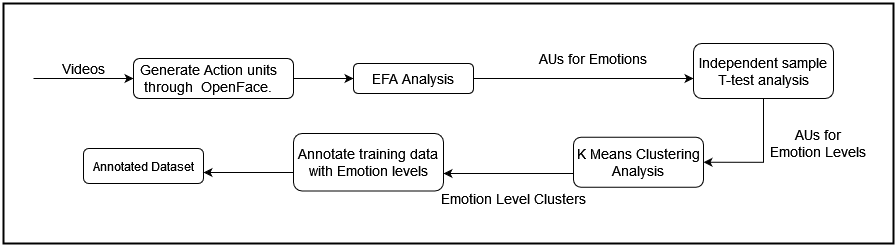 Videos
Generate Action units
through OpenFace.
EFA Analysis
AUs for Emotions
Independent sample
T-test analysis
AUs for
Emotion Levels
K Means Clustering
Analysis
Emotion Level Clusters
Annotate training data
with Emotion levels
Annotated Dataset